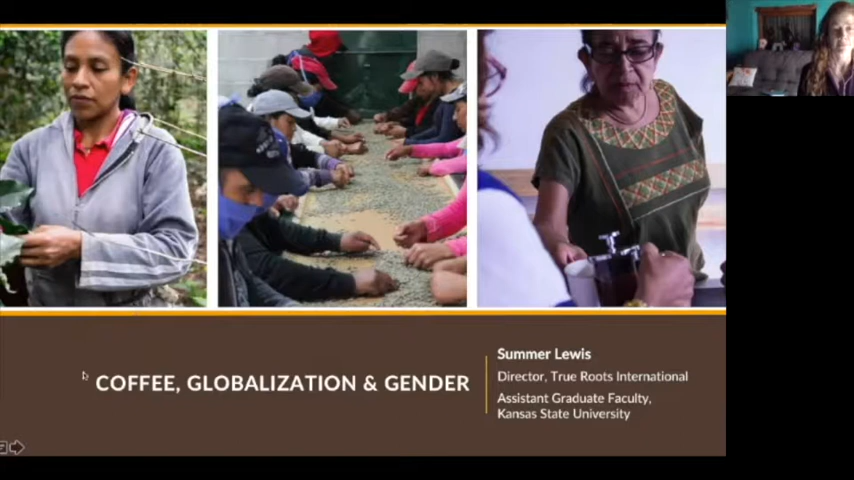 COFFEE, GLOBALIZATION & GENDER
Summer Lewis
Director, True Roots International
Assistant Graduate Faculty,
Kansas State University